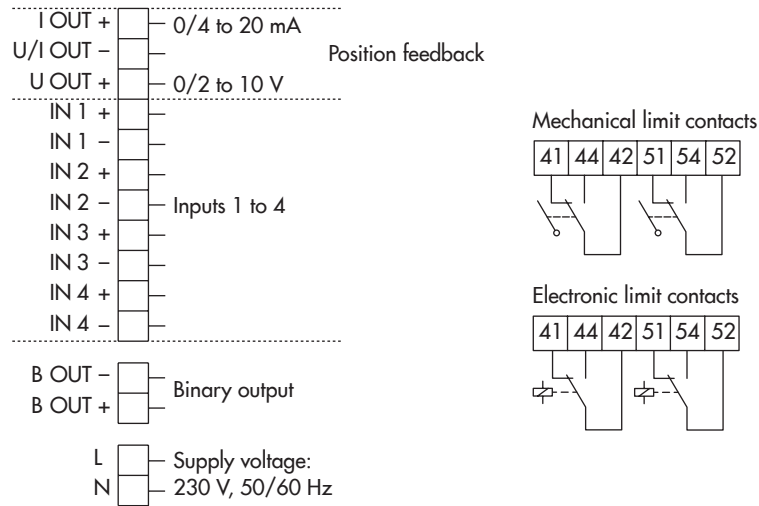 I OUT + 0/4 to 20 mA
U/I OUT – Position feedback
U OUT + 0/2 to 10 V
IN 1 +
IN 1 –
IN 2 +
IN 2 – Inputs 1 to 4
IN 3 +
IN 3 –
IN 4 +
IN 4 –
B OUT – Binary output
B OUT +
L Supply voltage:
N 230 V, 50/60 Hz
Mechanical limit contacts
41 44 42 51 54 52
Electronic limit contacts
41 44 42 51 54 52